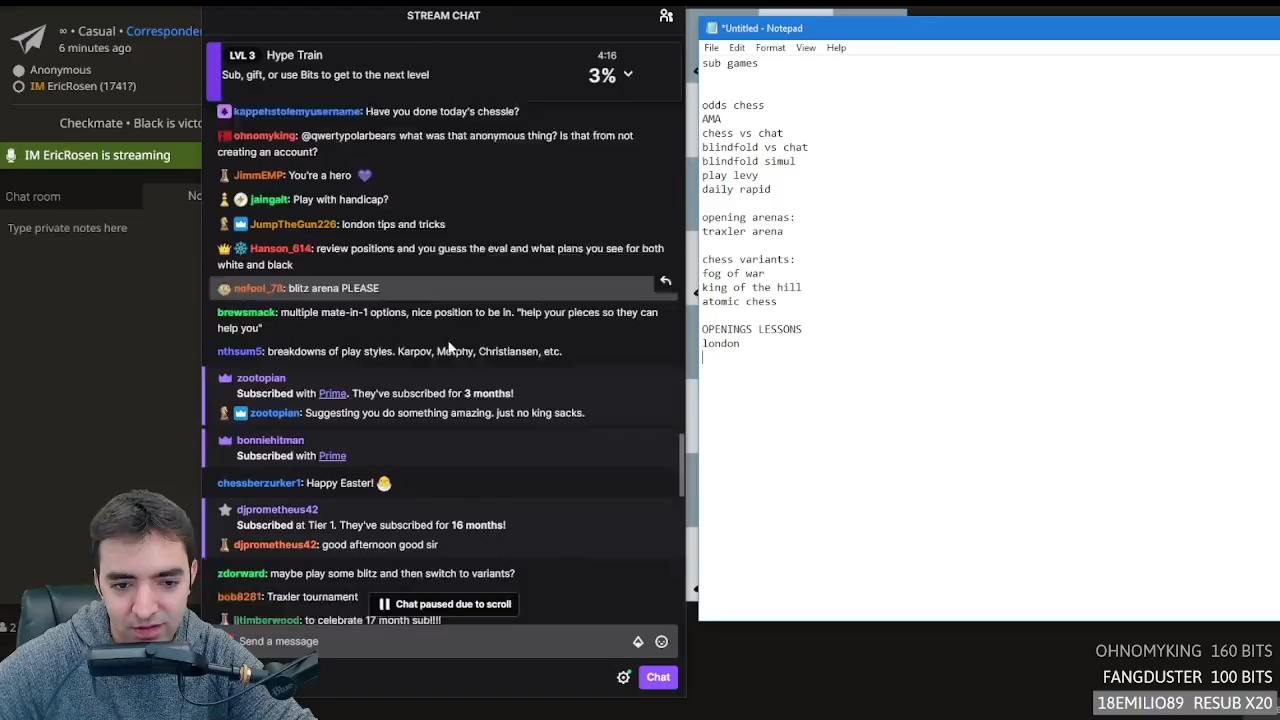 ∞ • Casual • Corresponde
6 minutes ago
Anonymous
IM EricRosen (1741?)
Checkmate • Black is victo
IM EricRosen is streaming
Chat room
No
Type private notes here
2
STREAM CHAT
LVL 3 Hype Train
4:16
Sub, gift, or use Bits to get to the next level
3%
kappehstolemyusername: Have you done today's chessle?
ohnomyking: @qwertypolarbears what was that anonymous thing? Is that from not
creating an account?
JimmEMP: You're a hero
jaingalt: Play with handicap?
JumpTheGun226: london tips and tricks
Hanson_614: review positions and you guess the eval and what plans you see for both
white and black
nafool_78: blitz arena PLEASE
brewsmack: multiple mate-in-1 options, nice position to be in. "help your pieces so they can
help you"
nthsum5: breakdowns of play styles. Karpov, Morphy, Christiansen, etc.
zootopian
Subscribed with Prime. They've subscribed for 3 months!
zootopian: Suggesting you do something amazing. just no king sacks.
bonniehitman
Subscribed with Prime
chessberzurker1: Happy Easter!
djprometheus42
Subscribed at Tier 1. They've subscribed for 16 months!
djprometheus42: good afternoon good sir
zdorward: maybe play some blitz and then switch to variants?
bob8281: Traxler tournament
Chat paused due to scroll
jjtimberwood: to celebrate 17 month sub!!!!
Send a message
Chat
*Untitled - Notepad
File Edit Format View Help
sub games
odds chess
AMA
chess vs chat
blindfold vs chat
blindfold simul
play levy
daily rapid
opening arenas:
traxler arena
chess variants:
fog of war
king of the hill
atomic chess
OPENINGS LESSONS
london
OHNOMYKING 160 BITS
FANGDUSTER 100 BITS
18EMILIO89 RESUB X20